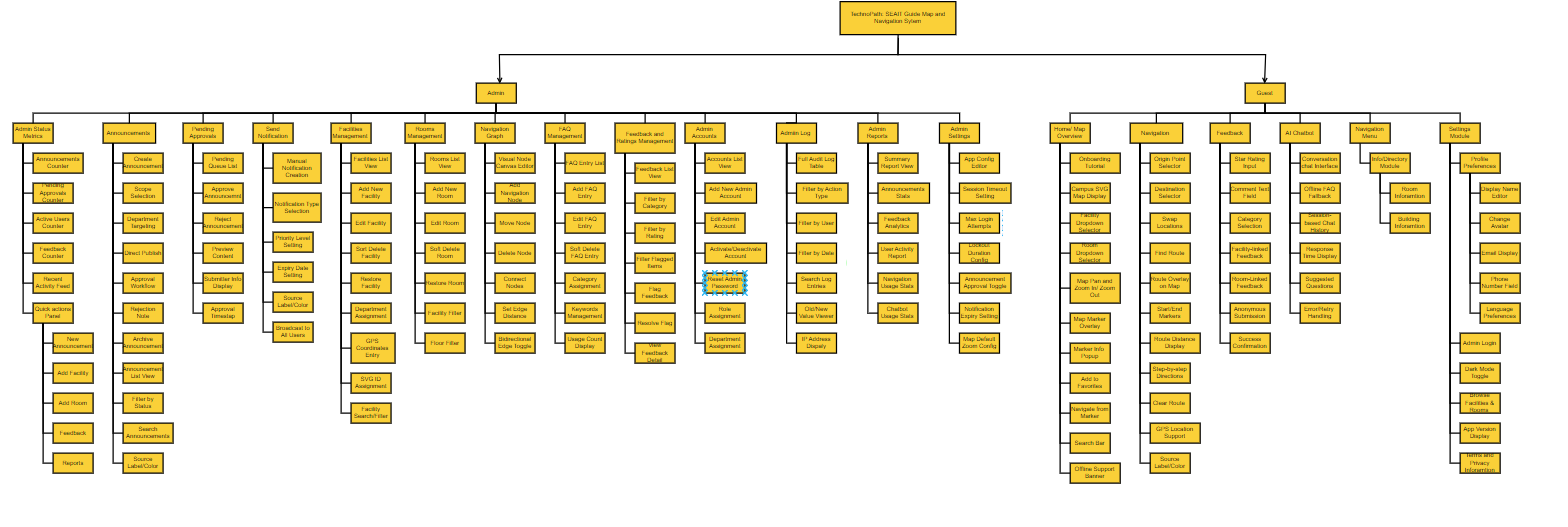 TechnoPath: SEAIT Guide Map and
Navigation Sytem
Admin
Guest
Admin Status
Metrics
Announcements
Counter
Pending
Approvals
Counter
Active Users
Counter
Feedback
Counter
Recent
Activity Feed
Quick actions
Panel
New
Announcement
Add Facility
Add Room
Feedback
Reports
Announcements
Create
Announcement
Scope
Selection
Department
Targeting
Direct Publish
Approval
Workflow
Rejection
Note
Archive
Announcement
Announcement
List View
Filter by
Status
Search
Announcements
Source
Label/Color
Pending
Approvals
Pending
Queue List
Approve
Announcemnt
Reject
Announcement
Preview
Content
Submitter Info
Display
Approval
Send
Notification
Manual
Notification
Creation
Notification Type
Selection
Priority Level
Setting
Expiry Date
Setting
Source
Label/Color
Broadcast to
All Users
Facilities
Management
Facilities List
View
Add New
Facility
Edit Facility
Sort Delete
Facility
Restore
Facility
Department
Assignment
GPS
Coordinates
Entry
SVG ID
Assignment
Facility
Search/Filter
Rooms
Management
Rooms List
View
Add New
Room
Edit Room
Soft Delete
Room
Restore Room
Facility Filter
Floor Filter
Navigation
Graph
Visual Node
Canvas Editor
Add
Navigation
Node
Move Node
Delete Node
Connect
Nodes
Set Edge
Distance
Bidirectional
Edge Toggle
FAQ
Management
FAQ Entry List
Add FAQ
Entry
Edit FAQ
Entry
Soft Delete
FAQ Entry
Category
Assignment
Keywords
Management
Usage Count
Display
Feedback and
Ratings Management
Feedback List
View
Filter by
Category
Filter by
Rating
Filter Flagged
Items
Flag
Feedback
Resolve Flag
View
Feedback
Detail
Admin
Accounts
Accounts List
View
Add New Admin
Account
Edit Admin
Account
Activate/Deactivate
Account
Reset Admin
Password
Role
Assignment
Department
Assignment
Admin Log
Full Audit Log
Table
Filter by Action
Type
Filter by User
Filter by Date
Search Log
Entries
Old/New
Value Viewer
IP Address
Dispaly
Admin
Reports
Summary
Report View
Announcements
Stats
Feedback
Analytics
User Activity
Report
Navigation
Usage Stats
Chatbot
Usage Stats
Admin
Settings
App Config
Editor
Session Timeout
Setting
Max Login
Attempts
Lockout
Duration
Config
Announcement
Approval Toggle
Notification
Expiry Setting
Map Default
Zoom Config
Home/ Map
Overview
Onboarding
Tutorial
Campus SVG
Map Display
Facility
Dropdown
Selector
Room
Dropdown
Selector
Map Pan and
Zoom In/ Zoom
Out
Map Marker
Overlay
Marker Info
Popup
Add to
Favorites
Navigate from
Marker
Search Bar
Offline Support
Banner
Navigation
Origin Point
Selector
Destination
Selector
Swap
Locations
Find Route
Route Overlay
on Map
Start/End
Markers
Route Distance
Display
Step-by-step
Directions
Clear Route
GPS Location
Support
Source
Label/Color
Feedback
Star Rating
Input
Comment Text
Field
Category
Selection
Facility-linked
Feedback
Room-Linked
Feedback
Anonymous
Submission
Success
Confirmation
AI Chatbot
Conversation
chat Interface
Offline FAQ
Fallback
Session-
based Chat
History
Response
Time Display
Suggested
Questions
Error/Retry
Handling
Navigation
Menu
Info/Directory
Module
Room
Inforamtion
Building
Inforamtion
Settings
Module
Profile
Preferences
Display Name
Editor
Change
Avatar
Email Display
Phone
Number Field
Language
Preferences
Admin Login
Dark Mode
Toggle
Browse
Facilities &
Rooms
App Version
Display
Terms and
Privacy
Inforamtion